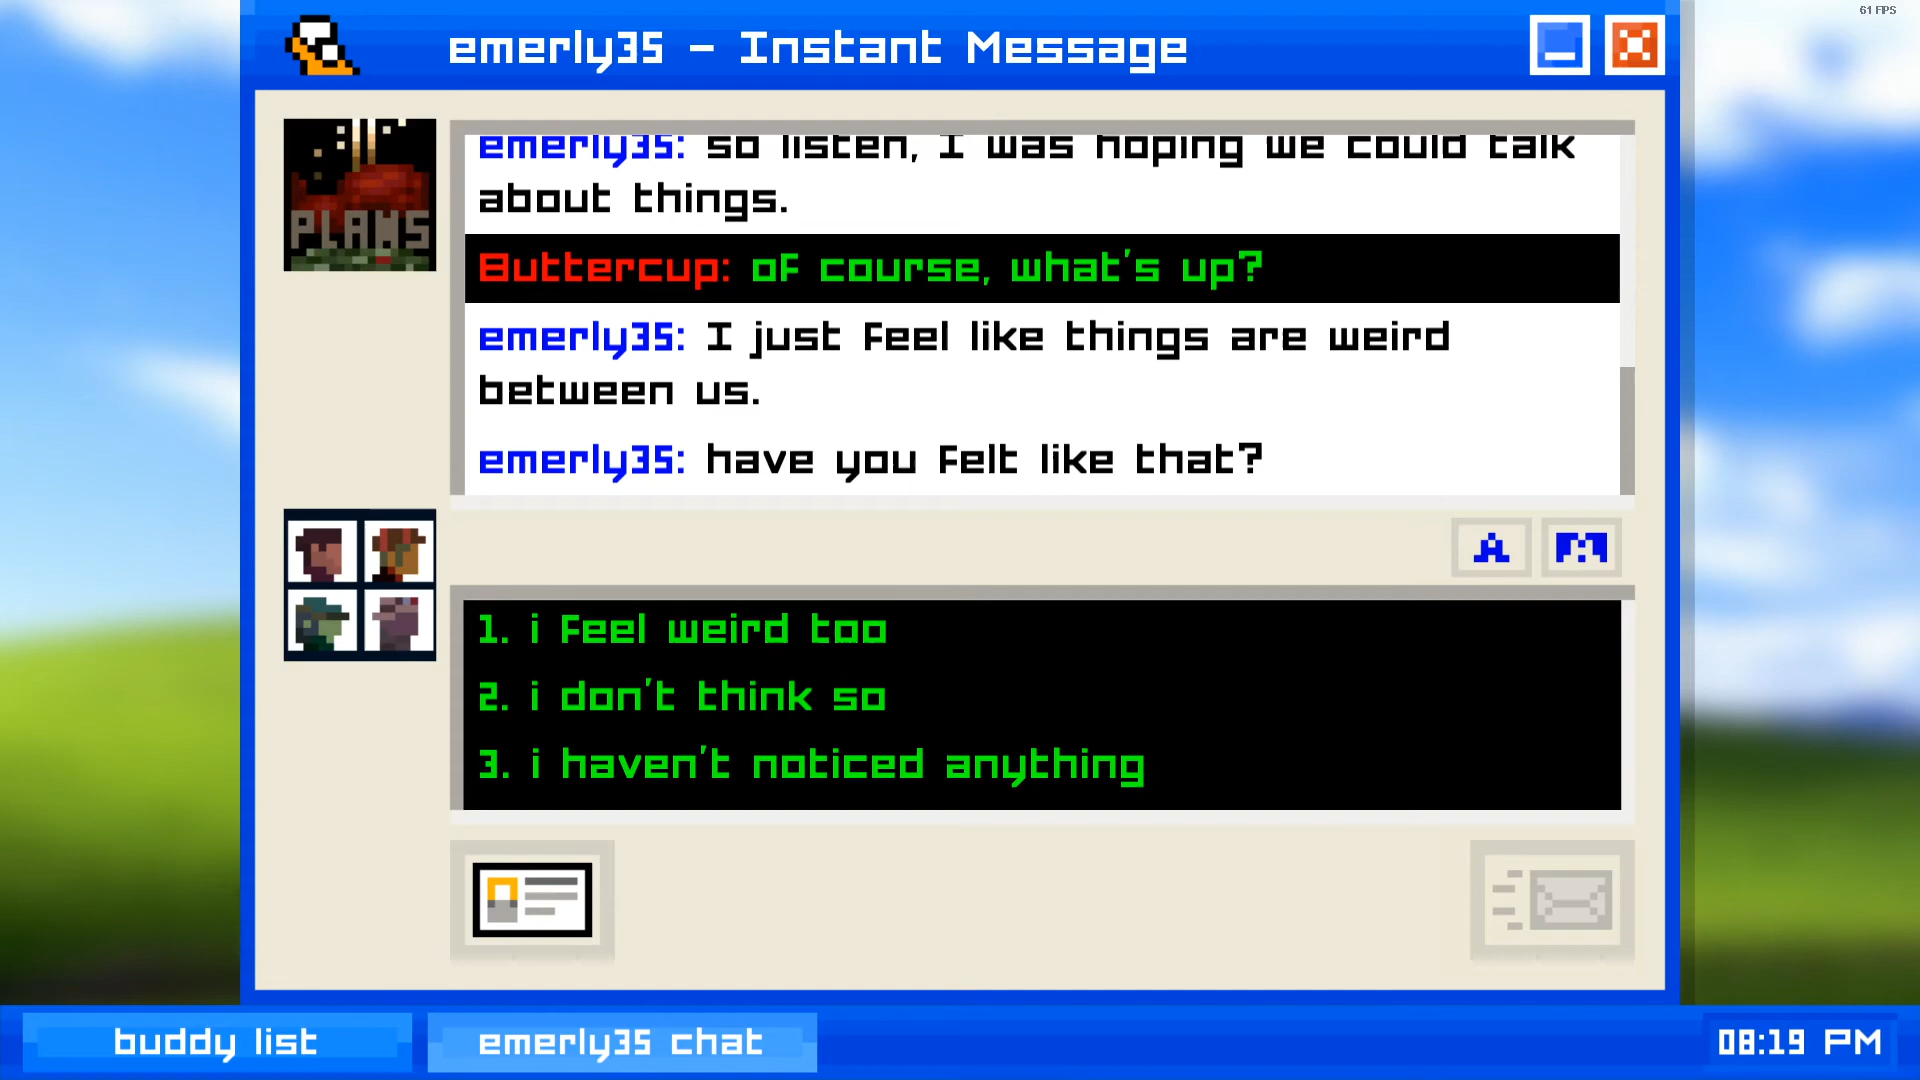 61 FPS
emerly35 - Instant Message
PLANS
emerly35: so listen, I was hoping we could talk
about things.
Buttercup: of course, what's up?
emerly35: I just feel like things are weird
between us.
emerly35: have you felt like that?
A
M
1. i feel weird too
2. i don't think so
3. i haven't noticed anything
buddy list
emerly35 chat
08:19 PM